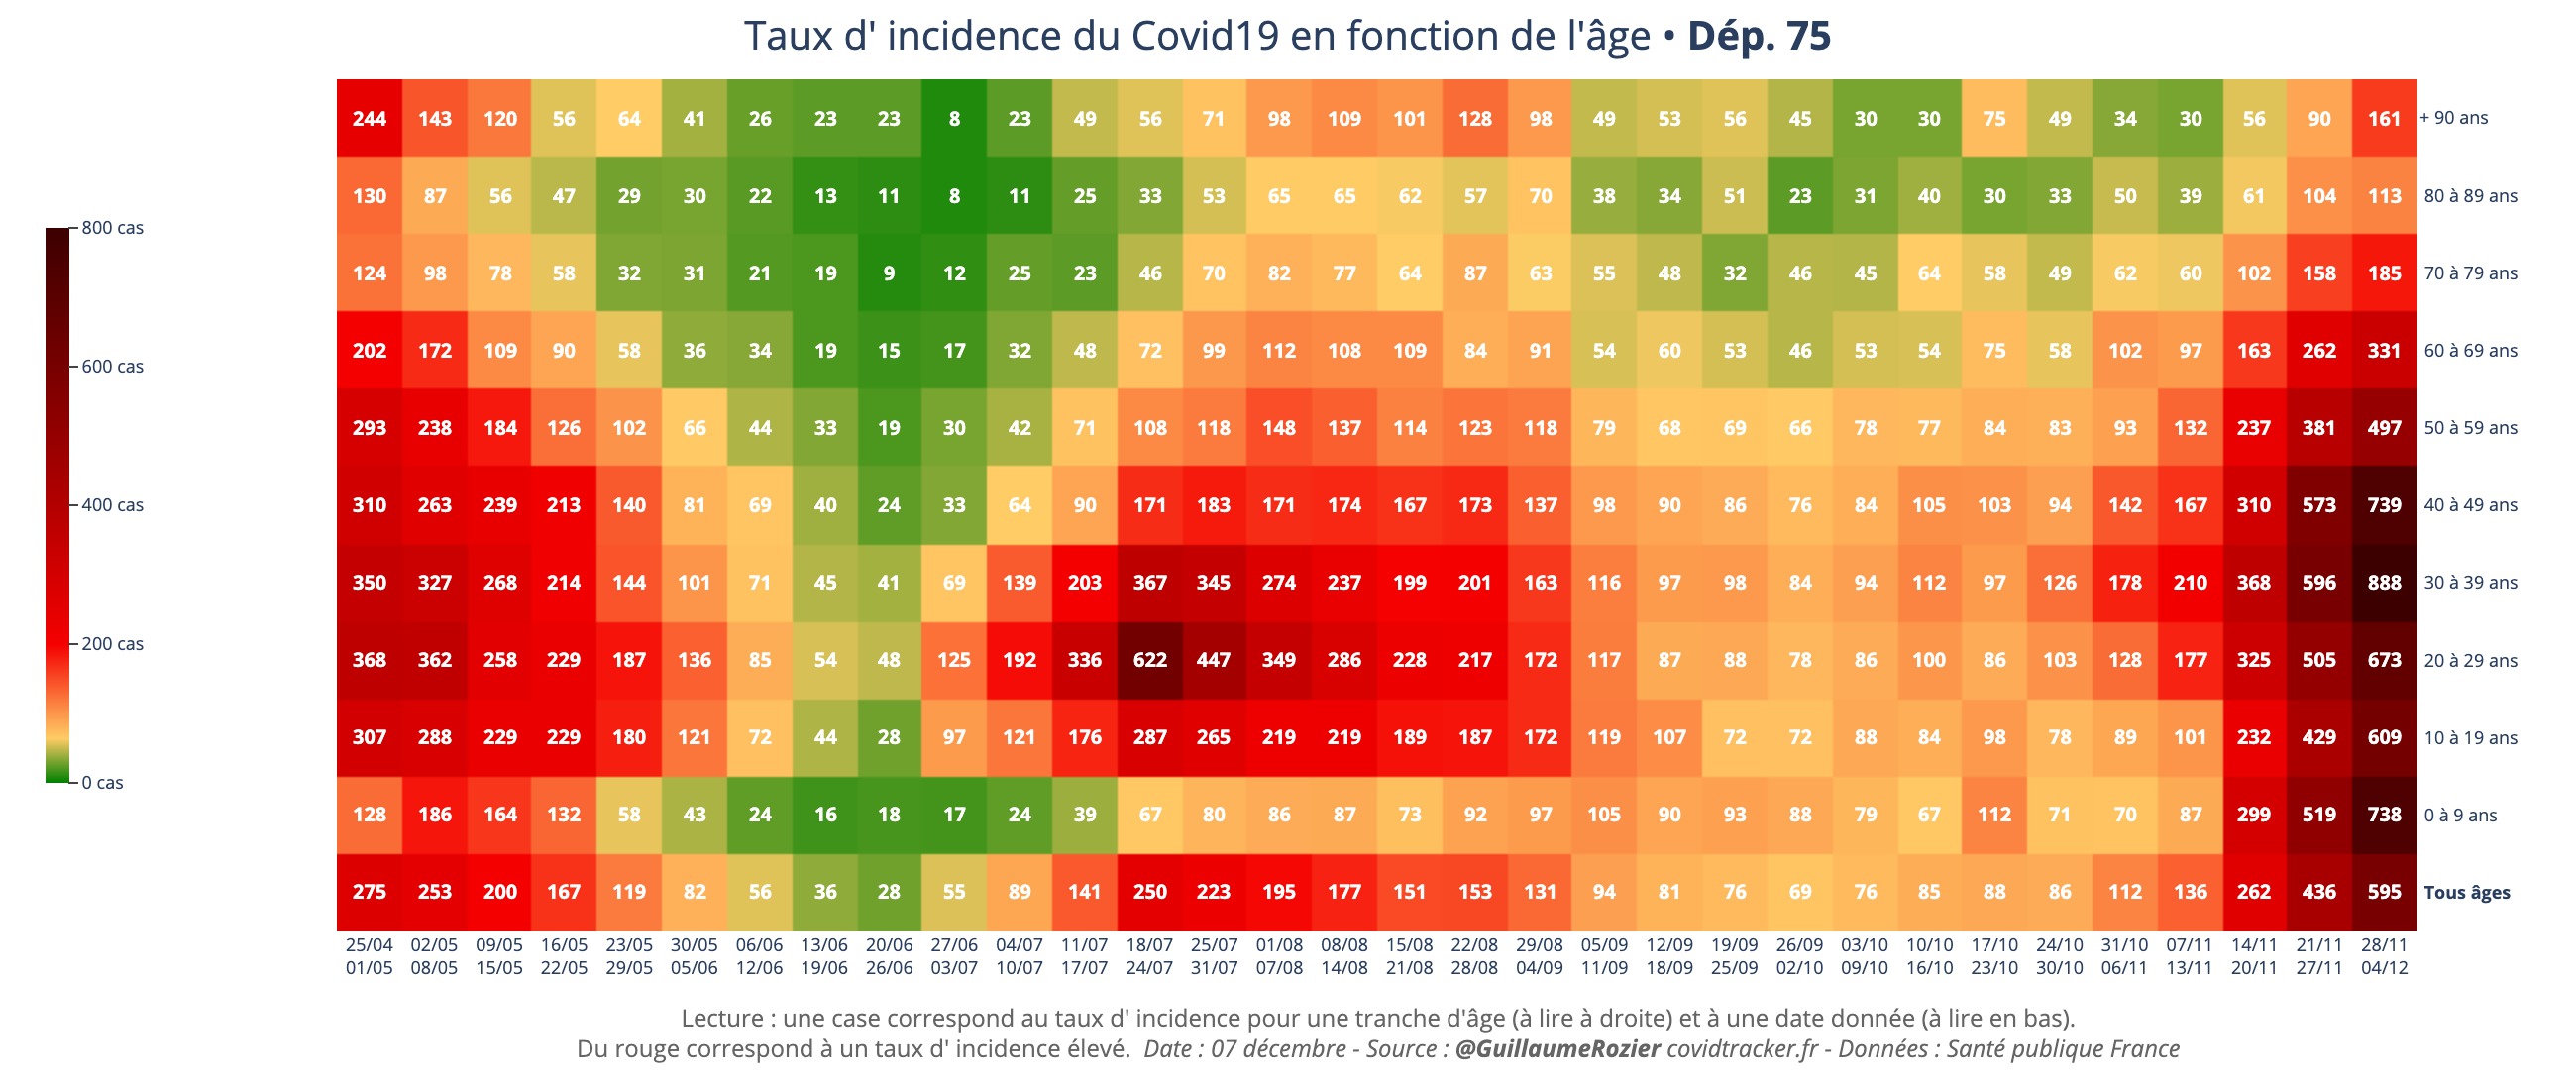 Taux d' incidence du Covid19 en fonction de l'âge • Dép. 75
244 143 120 56 64 41 26 23 23 8 23 49 56 71 98 109 101 128 98 49 53 56 45 30 30 75 49 34 30 56 90 161 + 90 ans
130 87 56 47 29 30 22 13 11 8 11 25 33 53 65 65 62 57 70 38 34 51 23 31 40 30 33 50 39 61 104 113 80 à 89 ans
124 98 78 58 32 31 21 19 9 12 25 23 46 70 82 77 64 87 63 55 48 32 46 45 64 58 49 62 60 102 158 185 70 à 79 ans
202 172 109 90 58 36 34 19 15 17 32 48 72 99 112 108 109 84 91 54 60 53 46 53 54 75 58 102 97 163 262 331 60 à 69 ans
293 238 184 126 102 66 44 33 19 30 42 71 108 118 148 137 114 123 118 79 68 69 66 78 77 84 83 93 132 237 381 497 50 à 59 ans
310 263 239 213 140 81 69 40 24 33 64 90 171 183 171 174 167 173 137 98 90 86 76 84 105 103 94 142 167 310 573 739 40 à 49 ans
350 327 268 214 144 101 71 45 41 69 139 203 367 345 274 237 199 201 163 116 97 98 84 94 112 97 126 178 210 368 596 888 30 à 39 ans
368 362 258 229 187 136 85 54 48 125 192 336 622 447 349 286 228 217 172 117 87 88 78 86 100 86 103 128 177 325 505 673 20 à 29 ans
307 288 229 229 180 121 72 44 28 97 121 176 287 265 219 219 189 187 172 119 107 72 72 88 84 98 78 89 101 232 429 609 10 à 19 ans
128 186 164 132 58 43 24 16 18 17 24 39 67 80 86 87 73 92 97 105 90 93 88 79 67 112 71 70 87 299 519 738 0 à 9 ans
275 253 200 167 119 82 56 36 28 55 89 141 250 223 195 177 151 153 131 94 81 76 69 76 85 88 86 112 136 262 436 595 Tous âges
25/04 02/05 09/05 16/05 23/05 30/05 06/06 13/06 20/06 27/06 04/07 11/07 18/07 25/07 01/08 08/08 15/08 22/08 29/08 05/09 12/09 19/09 26/09 03/10 10/10 17/10 24/10 31/10 07/11 14/11 21/11 28/11
01/05 08/05 15/05 22/05 29/05 05/06 12/06 19/06 26/06 03/07 10/07 17/07 24/07 31/07 07/08 14/08 21/08 28/08 04/09 11/09 18/09 25/09 02/10 09/10 16/10 23/10 30/10 06/11 13/11 20/11 27/11 04/12
800 cas
600 cas
400 cas
200 cas
0 cas
Lecture : une case correspond au taux d' incidence pour une tranche d'âge (à lire à droite) et à une date donnée (à lire en bas).
Du rouge correspond à un taux d' incidence élevé. Date : 07 décembre - Source : @GuillaumeRozier covidtracker.fr - Données : Santé publique France